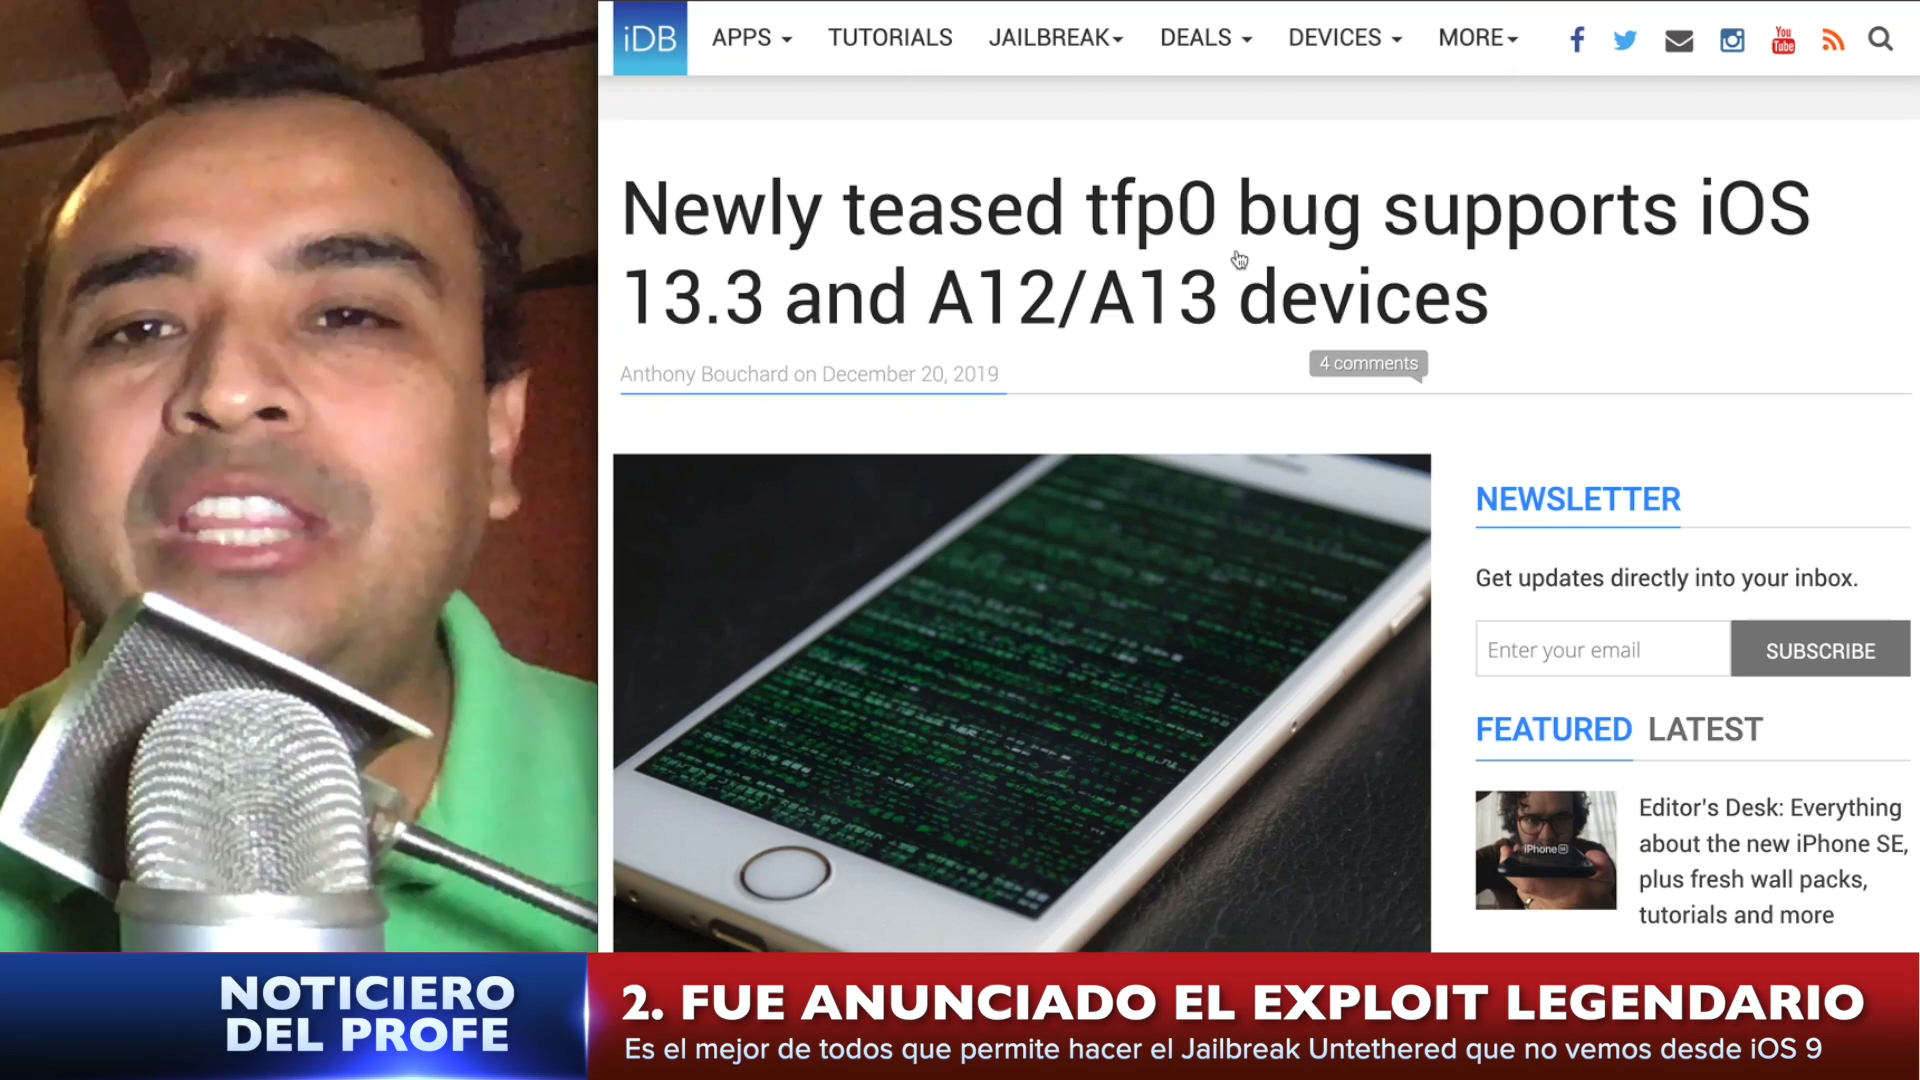 iDB APPS TUTORIALS JAILBREAK DEALS DEVICES MORE You Tube
Newly teased tfp0 bug supports iOS
13.3 and A12/A13 devices
Anthony Bouchard on December 20, 2019
4 comments
NEWSLETTER
Get updates directly into your inbox.
Enter your email SUBSCRIBE
FEATURED LATEST
iPhone SE
Editor's Desk: Everything
about the new iPhone SE,
plus fresh wall packs,
tutorials and more
NOTICIERO
DEL PROFE
2. FUE ANUNCIADO EL EXPLOIT LEGENDARIO
Es el mejor de todos que permite hacer el Jailbreak Untethered que no vemos desde iOS 9